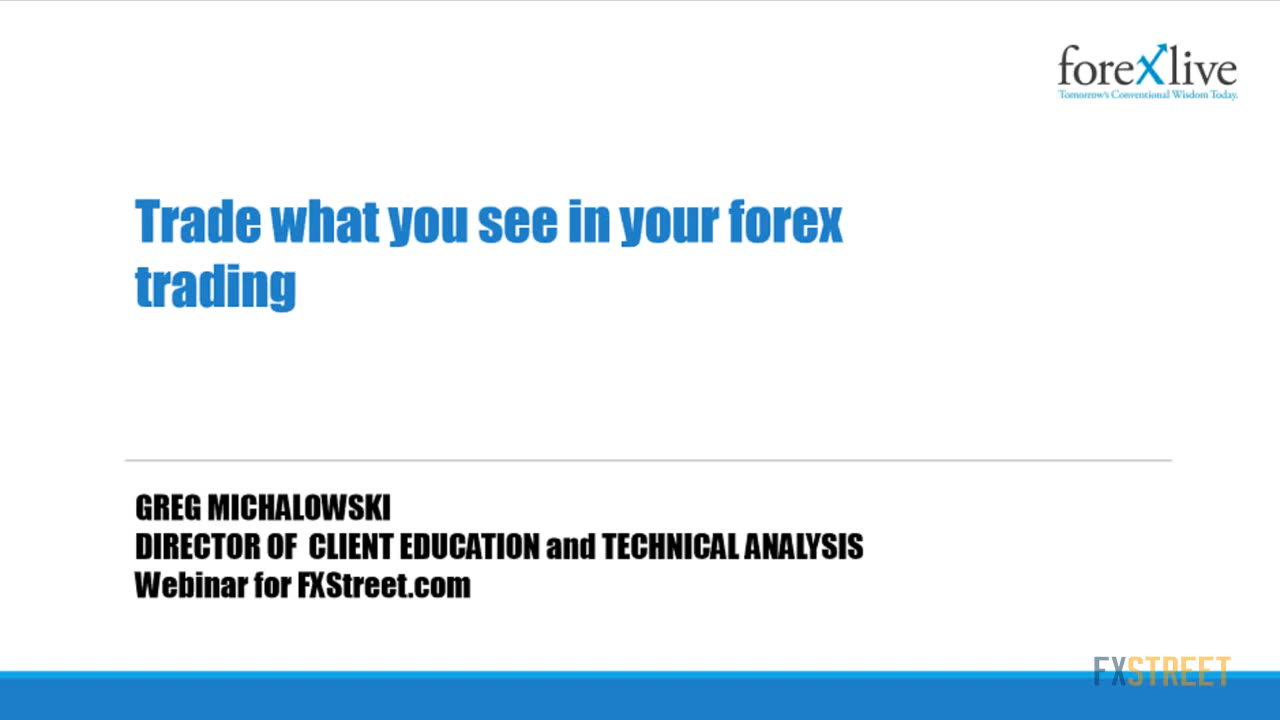 forexlive
Tomorrow's Conventional Wisdom Today.
Trade what you see in your forex
trading
GREG MICHALOWSKI
DIRECTOR OF CLIENT EDUCATION and TECHNICAL ANALYSIS
Webinar for FXStreet.com
FXSTREET